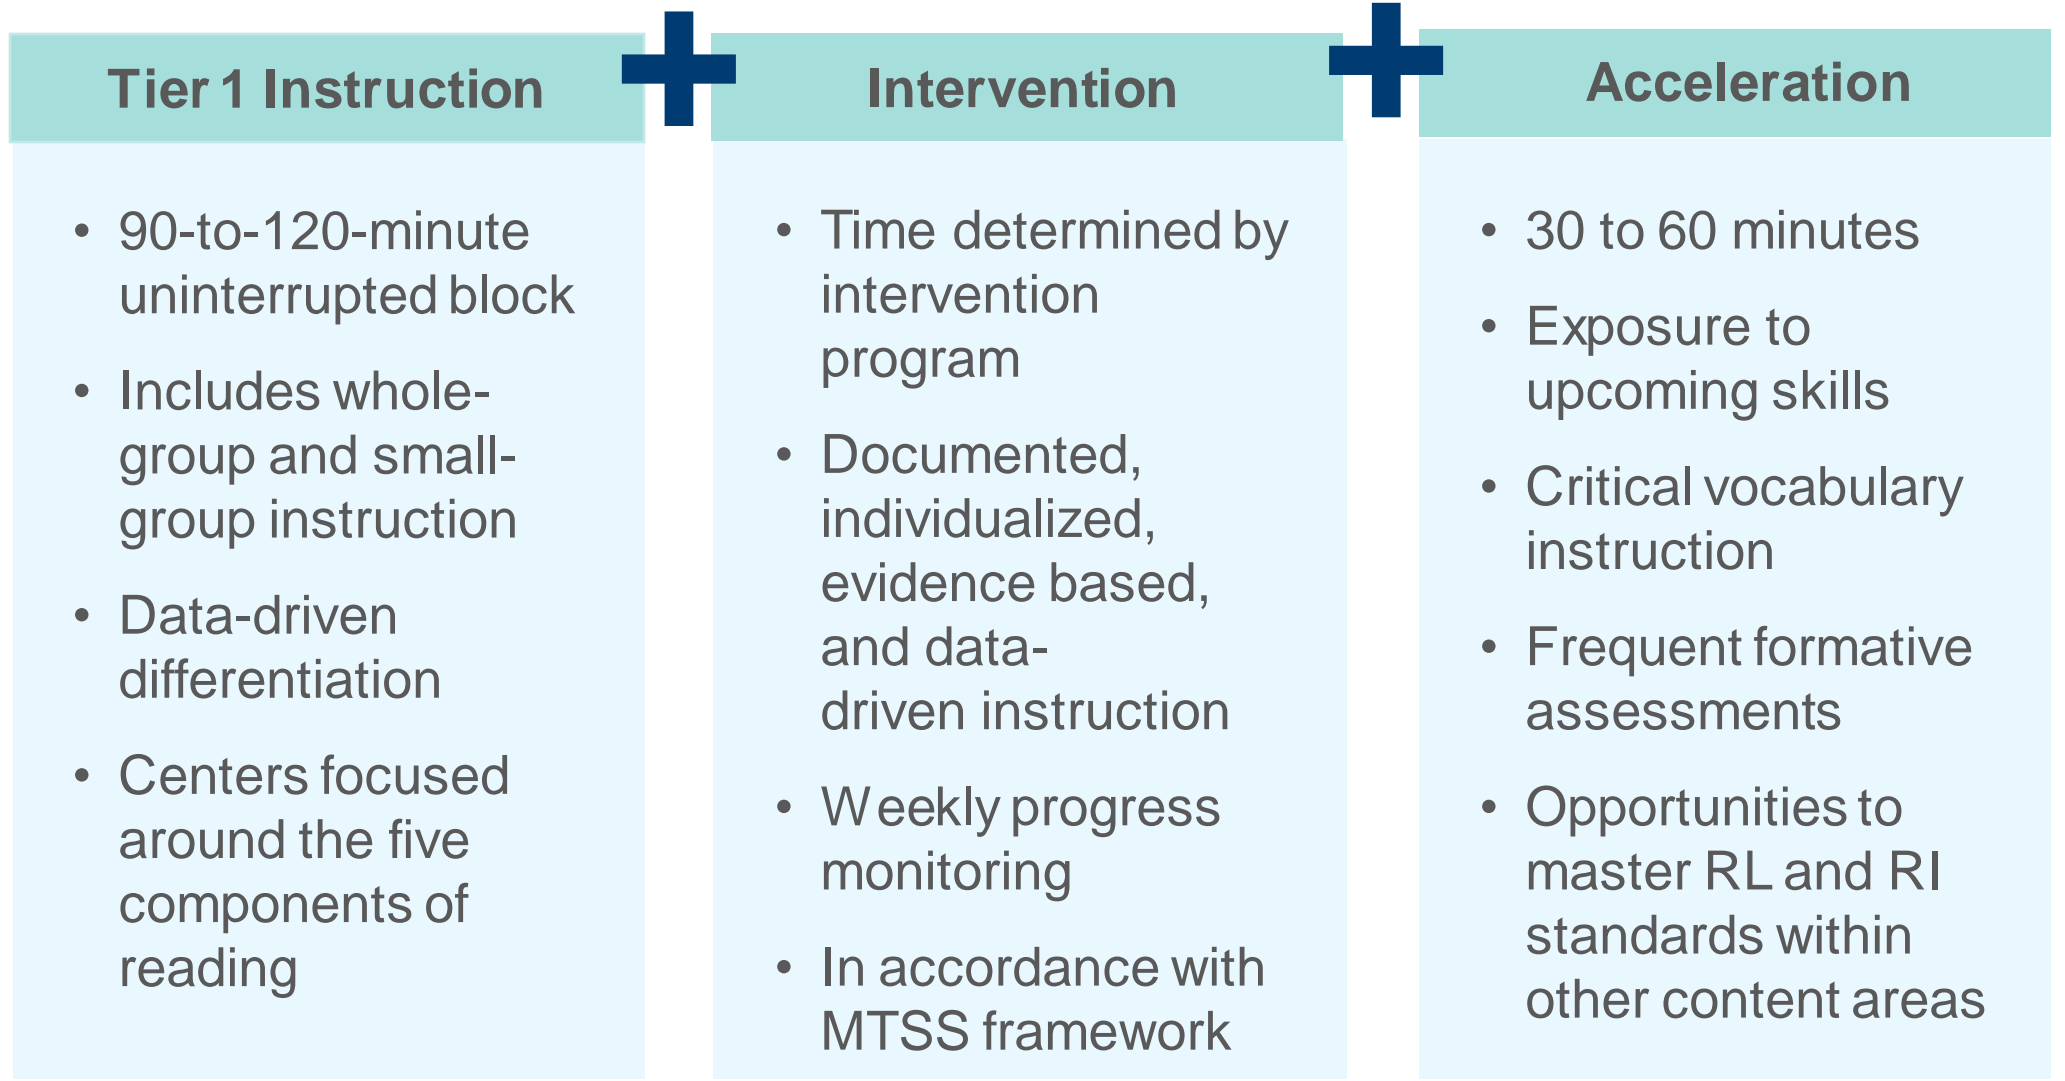 Tier 1 Instruction
• 90-to-120-minute
uninterrupted block
• Includes whole-
group and small-
group instruction
• Data-driven
differentiation
• Centers focused
around the five
components of
reading
Intervention
• Time determined by
intervention
program
• Documented,
individualized,
evidence based,
and data-
driven instruction
• Weekly progress
monitoring
• In accordance with
MTSS framework
Acceleration
• 30 to 60 minutes
• Exposure to
upcoming skills
• Critical vocabulary
instruction
• Frequent formative
assessments
• Opportunities to
master RL and RI
standards within
other content areas